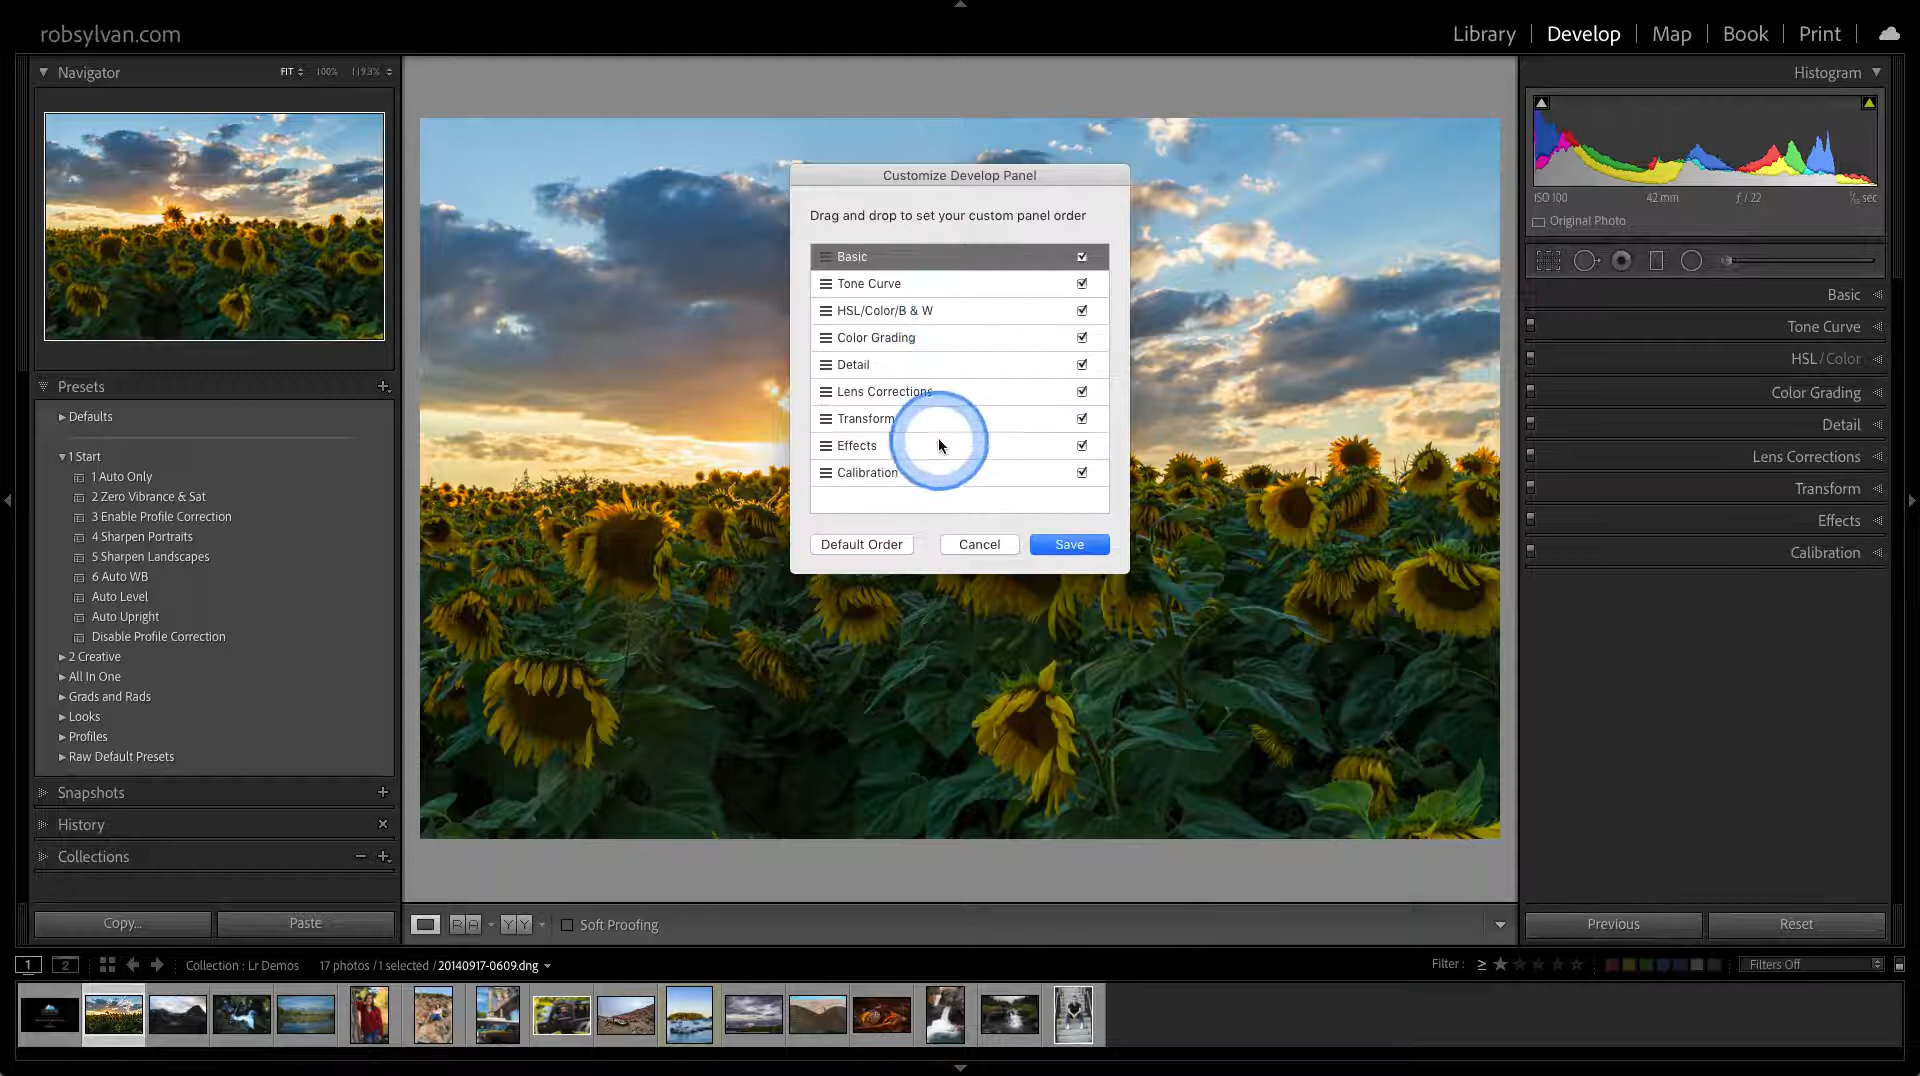 robsylvan.com
Library | Develop | Map | Book | Print
Navigator FIT 100% 119.3%
Histogram
ISO 100 42 mm ƒ / 22
Original Photo
Customize Develop Panel
Drag and drop to set your custom panel order
Basic
Tone Curve
HSL/Color/B & W
Color Grading
Detail
Lens Corrections
Transform
Effects
Calibration
Default Order Cancel Save
Presets
Defaults
1 Start
1 Auto Only
2 Zero Vibrance & Sat
3 Enable Profile Correction
4 Sharpen Portraits
5 Sharpen Landscapes
6 Auto WB
Auto Level
Auto Upright
Disable Profile Correction
2 Creative
All In One
Grads and Rads
Looks
Profiles
Raw Default Presets
Snapshots
History
Collections
Copy... Paste
Basic
Tone Curve
HSL / Color
Color Grading
Detail
Lens Corrections
Transform
Effects
Calibration
R A Y Y Soft Proofing
Previous Reset
1 2 Collection : Lr Demos 17 photos / 1 selected / 20140917-0609.dng
Filter : ≥ Filters Off